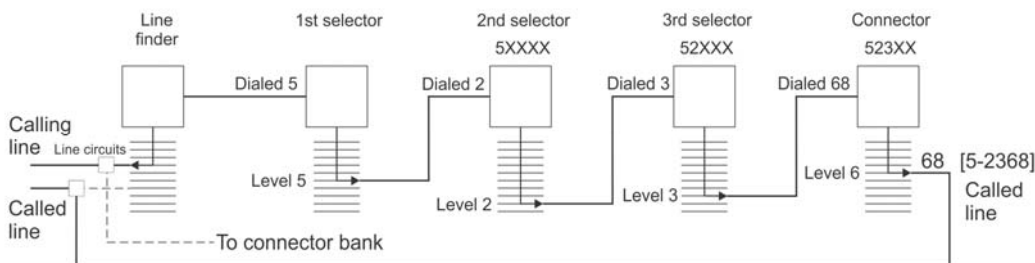 Line
finder
1st selector
2nd selector
3rd selector
Connector
5XXXX
52XXX
523XX
Dialed 5
Dialed 2
Dialed 3
Dialed 68
Calling
line
Line circuits
Level 5
Level 2
Level 3
Level 6
68
[5-2368]
Called
line
Called
line
To connector bank